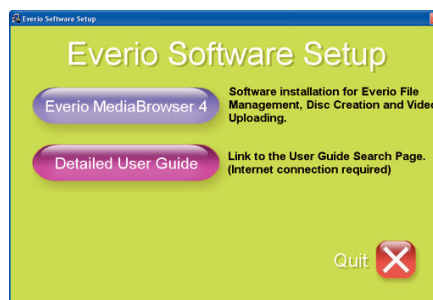 Everio Software Setup
Everio Software Setup
Everio MediaBrowser 4
Software installation for Everio File
Management, Disc Creation and Video
Uploading.
Detailed User Guide
Link to the User Guide Search Page.
(Internet connection required)
Quit